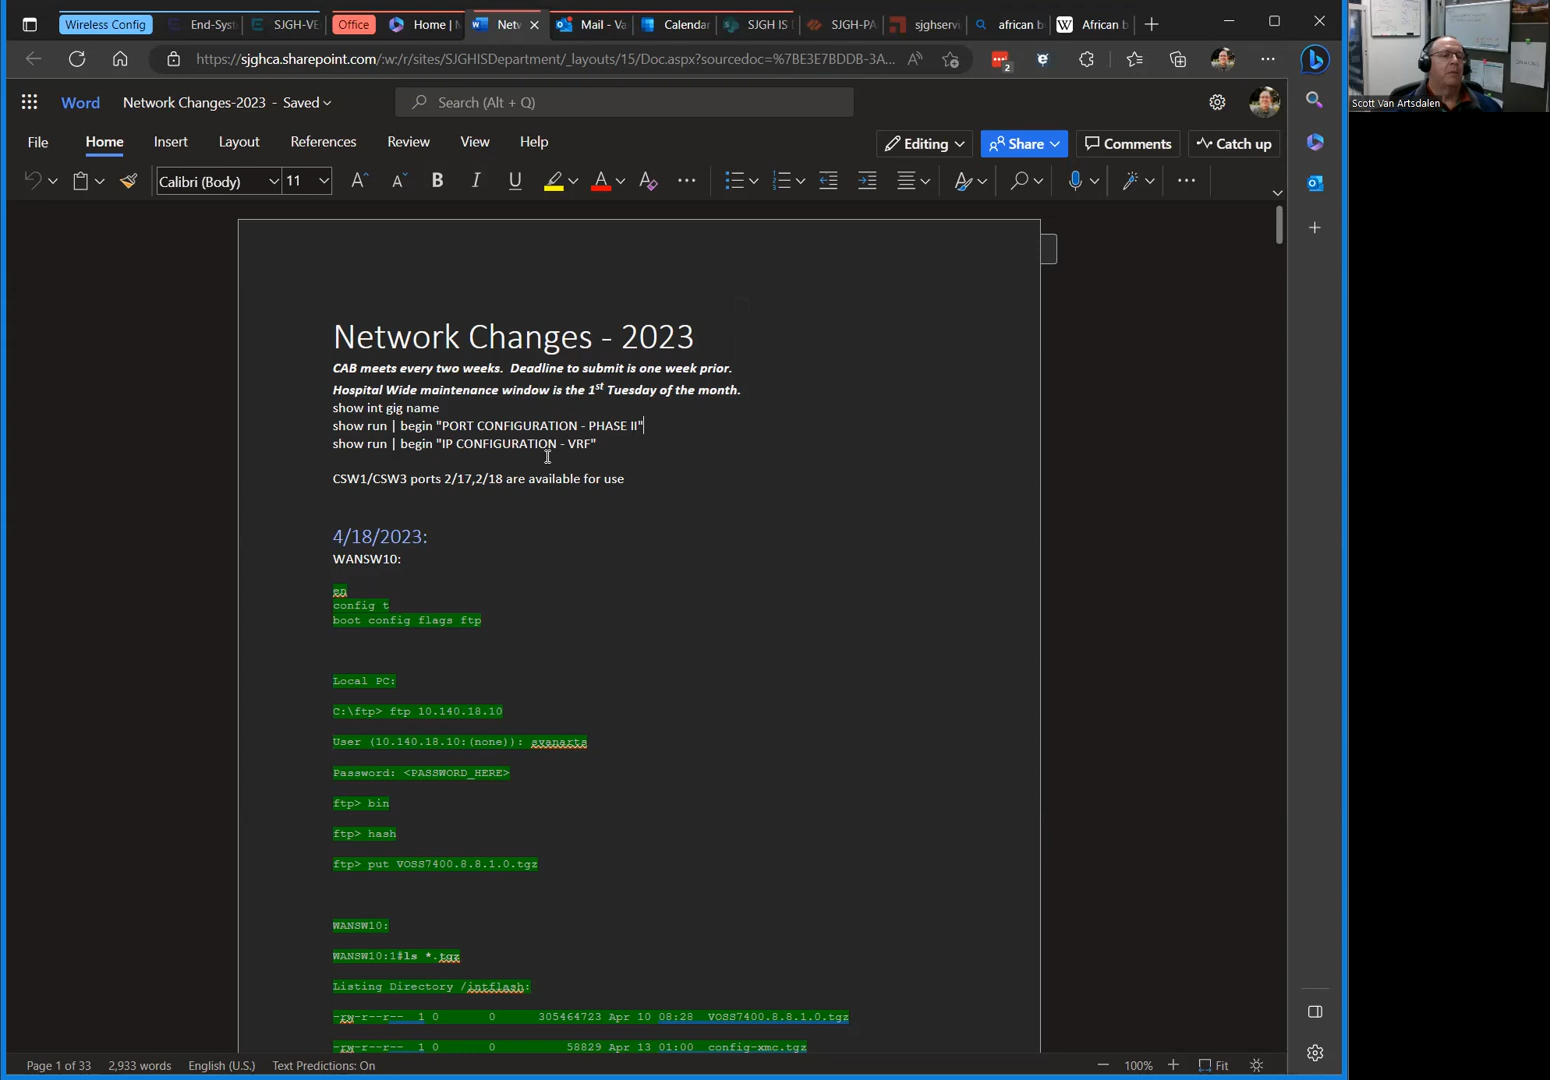 Wireless Config
End-Syst
SJGH-VE
Office
Home |
Netw
Mail - Va
Calendar
SJGH IS D
SJGH-PA
sjghservi
african b
African b
https://sjghca.sharepoint.com/:w:/r/sites/SJGHISDepartment/_layouts/15/Doc.aspx?sourcedoc=%7BE3E7BDDB-3A...
2
Word
Network Changes-2023 - Saved
Search (Alt + Q)
File
Home
Insert
Layout
References
Review
View
Help
Editing
Share
Comments
Catch up
Calibri (Body)
11
Network Changes - 2023
CAB meets every two weeks. Deadline to submit is one week prior.
Hospital Wide maintenance window is the 1st Tuesday of the month.
show int gig name
show run | begin "PORT CONFIGURATION - PHASE II"
show run | begin "IP CONFIGURATION - VRF"
CSW1/CSW3 ports 2/17,2/18 are available for use
4/18/2023:
WANSW10:
en
config t
boot config flags ftp
Local PC:
C:\ftp> ftp 10.140.18.10
User (10.140.18.10:(none)): svanarts
Password: <PASSWORD_HERE>
ftp> bin
ftp> hash
ftp> put VOSS7400.8.8.1.0.tgz
WANSW10:
WANSW10:1#ls *.tgz
Listing Directory /intflash:
-rw-r--r-- 1 0 0 305464723 Apr 10 08:28 VOSS7400.8.8.1.0.tgz
-rw-r--r-- 1 0 0 58829 Apr 13 01:00 config-xmc.tgz
Page 1 of 33
2,933 words
English (U.S.)
Text Predictions: On
100%
Fit
Scott Van Artsdalen